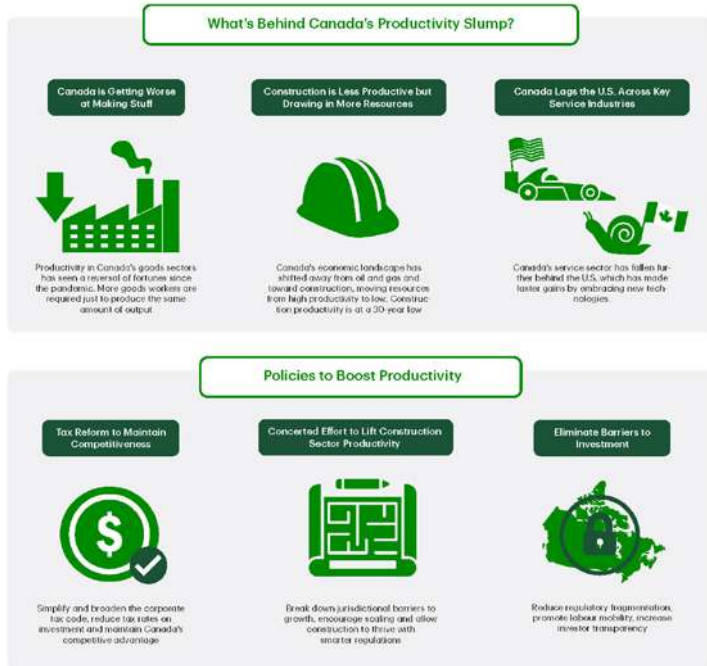 What's Behind Canada's Productivity Slump?
Canada is Getting Worse
at Making Stuff
Construction is Less Productive but
Drawing in More Resources
Canada Lags the U.S. Across Key
Service Industries
Productivity in Canada's goods sectors
has seen a reversal of fortunes since
the pandemic. More goods workers are
required just to produce the same
amount of output
Canada's economic landscape has
shifted away from oil and gas and
toward construction, moving resources
from high productivity to low. Construc
tion productivity is at a 30-year low
Canada's service sector has fallen fur-
ther behind the U.S. which has made
faster gains by embracing new tech-
nologies.
Policies to Boost Productivity
Tax Reform to Maintain
Competitiveness
Concerted Effort to Lift Construction
Sector Productivity
Eliminate Barriers to
Investment
$
Simplify and broaden the corporate
tax code, reduce tax rates on
investment and maintain Canada's
competitive advantage
Break down jurisdictional barriers to
growth, encourage scaling and allow
construction to thrive with
smarter regulations
Reduce regulatory fragmentation,
promote labour mobility, increase
investor transparency